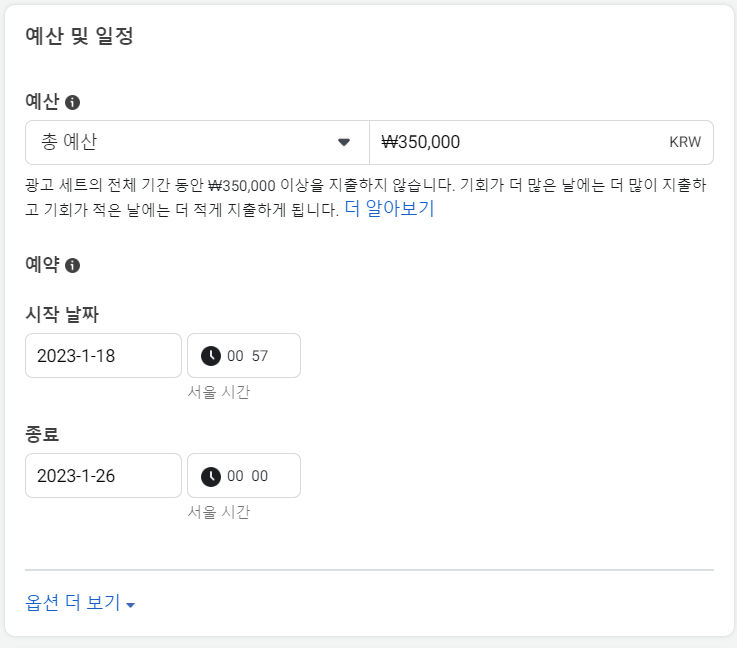 예산 및 일정
예산
총 예산 ₩350,000 KRW
광고 세트의 전체 기간 동안 ₩350,000 이상을 지출하지 않습니다. 기회가 더 많은 날에는 더 많이 지출하
고 기회가 적은 날에는 더 적게 지출하게 됩니다. 더 알아보기
예약
시작 날짜
2023-1-18 00 57
서울 시간
종료
2023-1-26 00 00
서울 시간
옵션 더 보기